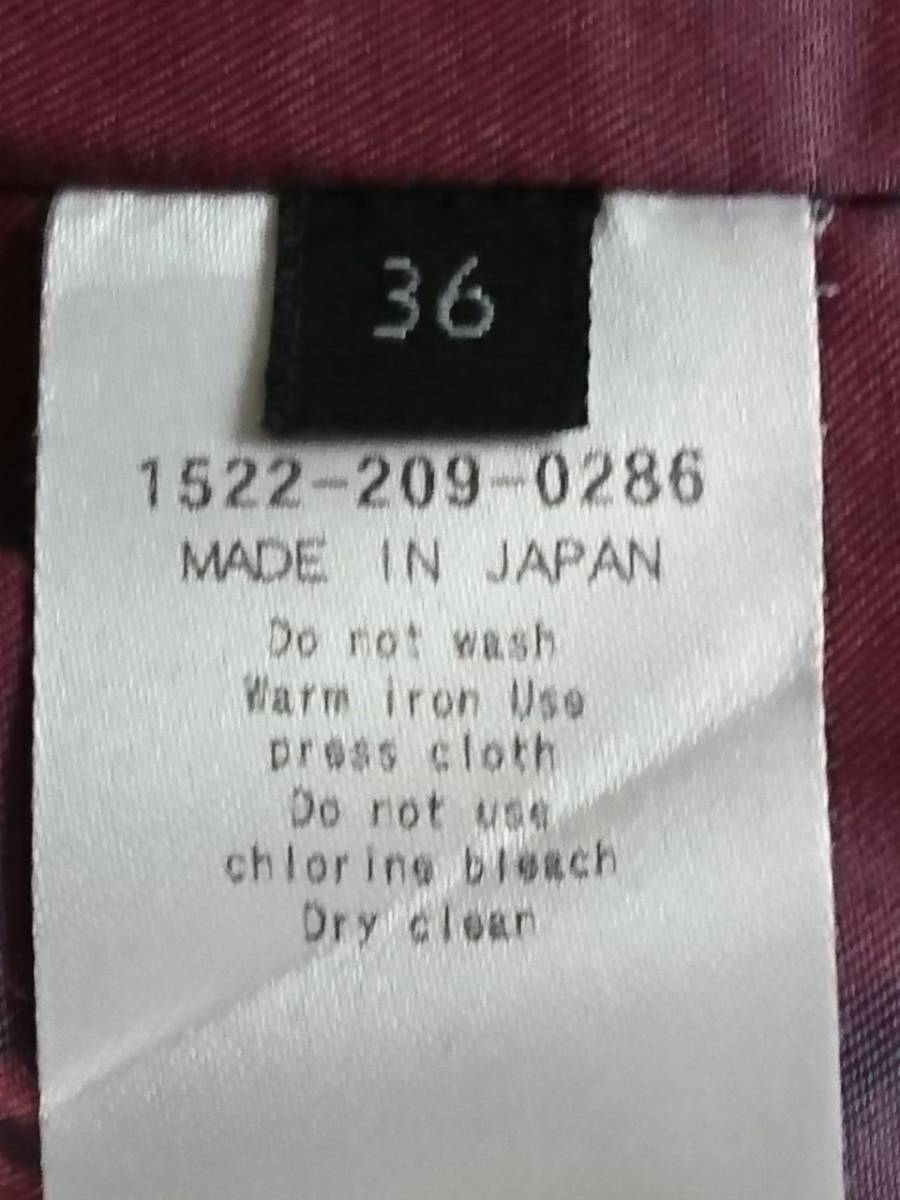 36
1522-209-0286
MADE IN JAPAN
Do not wash
Warm iron Use
press cloth
Do not use
chlorine bleach
Dry clean